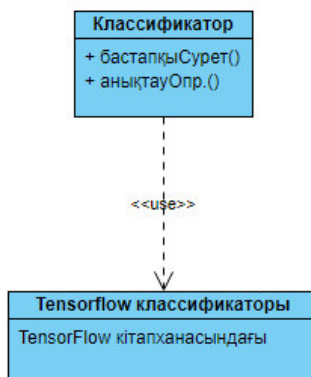 Классификатор
+ бастапқыСурет()
+ анықтауОпр.()
<<use>>
Tensorflow классификаторы
TensorFlow кітапханасындағы